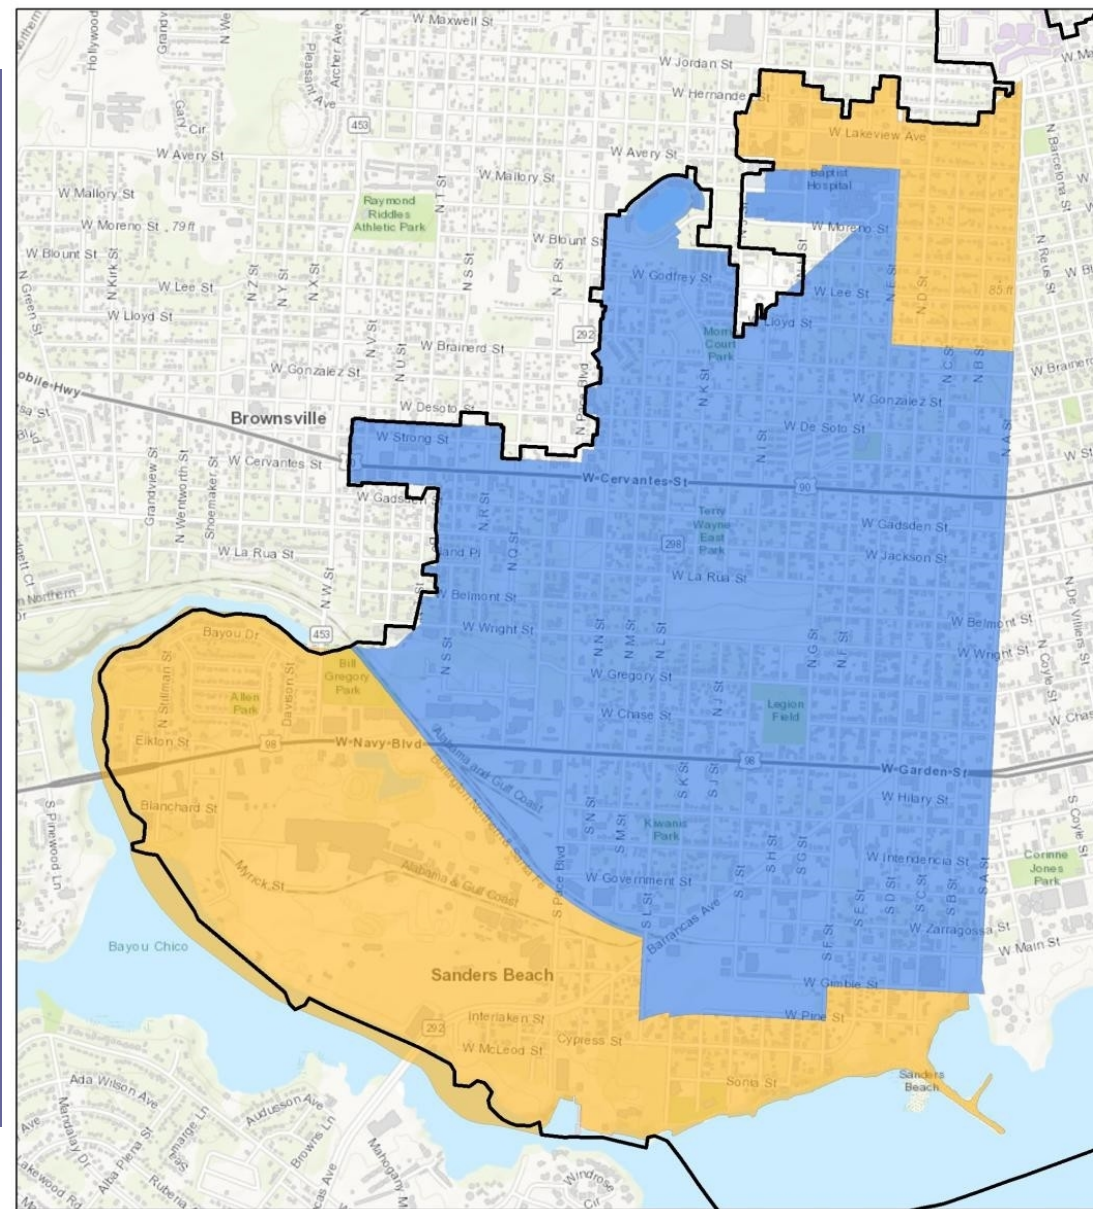 W Maxwell St
Hollywood
Pleasant Ave
Archer Ave
W Jordan St
W Hernandez St
453
Gary
Cir
W Lakeview Ave
W Avery St
W Avery St
N Barcelona St
W Mallory St
W Mallory St
Baptist
Hospital
Raymond
Riddles
Athletic Park
N T St
W Moreno St
79 ft
W Moreno St
W Blount St
W Blount St
N Reus St
N Green St
N Kirk St
N Z St
N Y St
N X St
N S St
N P St
W Godfrey St
W Lee St
W Lee St
N E St
N D St
85 ft
W Lloyd St
Lloyd St
292
N V St
N U St
W Brainerd St
Court
Park
W Gonzalez St
N K St
N C St
N B St
W Gonzalez St
W Desoto St
Brownsville
W De Soto St
N A St
W Strong St
N I St
W Cervantes St
W Cervantes St
90
Grandview St
N Wentworth St
Shoemaker St
N R St
N Q St
Terry
Wayne
East
Park
W Gadsden St
W Jackson St
298
W La Rua St
W La Rua St
N W St
W Belmont St
W Belmont St
N De Villiers St
W Wright St
W Wright St
453
Bayou Dr
N S St
N N St
N M St
N L St
N G St
N F St
N Coyle St
Bill
Gregory
Park
W Gregory St
N Stillman St
Allen
Park
Davison St
N J St
W Chase St
Legion
Field
Eikton St
98
W Navy Blvd
Alabama and Gulf Coast
98
W Garden St
S K St
S J St
W Hilary St
Blanchard St
S N St
S M St
Kiwanis
Park
S Coyle St
S Pinewood Ln
S H St
S G St
W Intendencia St
Corinne
Jones
Park
S Pace Blvd
W Government St
S I St
S A St
Myrick St
Alabama & Gulf Coast
S L St
Barrancas Ave
S E St
S D St
S C St
S B St
S F St
W Zarragossa St
W Main St
Bayou Chico
Sanders Beach
W Gimble St
Interlaken St
W Pine St
292
W McLeod St
Cypress St
Sonia St
Sanders
Beach
Ada Wilson Ave
Audusson Ave
Mandalay Dr
Alba Plena St
Browns Ln
Lakewood Rd
Windrose
Cir